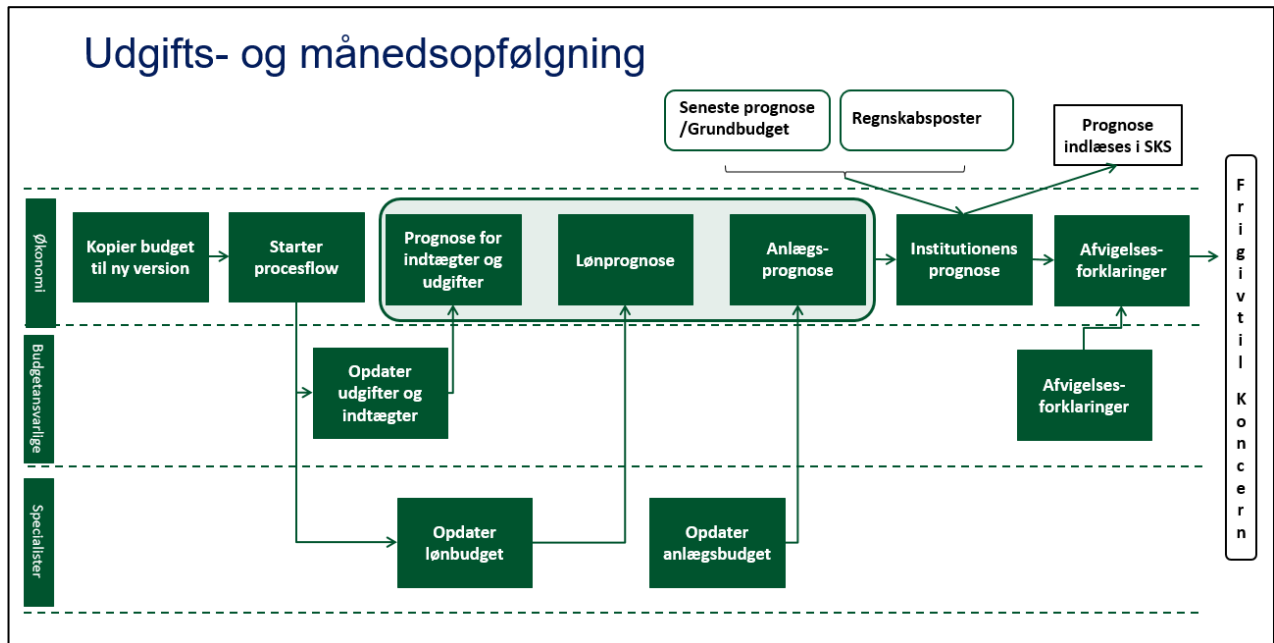 Udgifts- og månedsopfølgning
Seneste prognose
/Grundbudget
Regnskabsposter
Prognose
indlæses i SKS
Økonomi
Kopier budget
til ny version
Starter
procesflow
Prognose for
indtægter og
udgifter
Lønprognose
Anlægs-
prognose
Institutionens
prognose
Afvigelses-
forklaringer
Frigivtil Koncern
Budgetansvarlige
Opdater
udgifter og
indtægter
Afvigelses-
forklaringer
Specialister
Opdater
lønbudget
Opdater
anlægsbudget